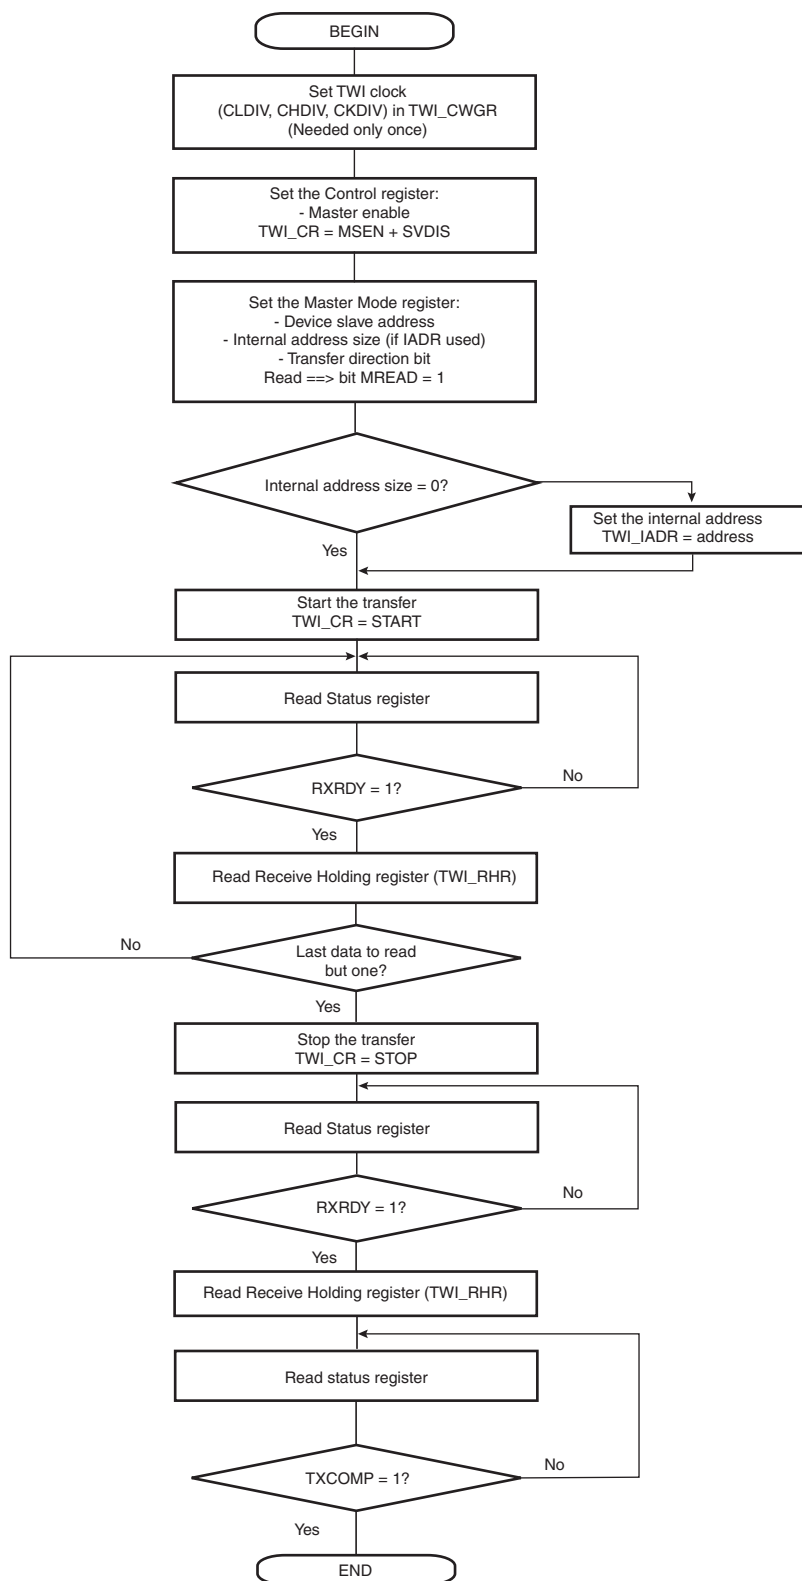 BEGIN
Set TWI clock
(CLDIV, CHDIV, CKDIV) in TWI_CWGR
(Needed only once)
Set the Control register:
- Master enable
TWI_CR = MSEN + SVDIS
Set the Master Mode register:
- Device slave address
- Internal address size (if IADR used)
- Transfer direction bit
Read ==> bit MREAD = 1
Internal address size = 0?
Set the internal address
TWI_IADR = address
Yes
Start the transfer
TWI_CR = START
Read Status register
RXRDY = 1?
No
Yes
Read Receive Holding register (TWI_RHR)
No
Last data to read
but one?
Yes
Stop the transfer
TWI_CR = STOP
Read Status register
RXRDY = 1?
No
Yes
Read Receive Holding register (TWI_RHR)
Read status register
TXCOMP = 1?
No
Yes
END